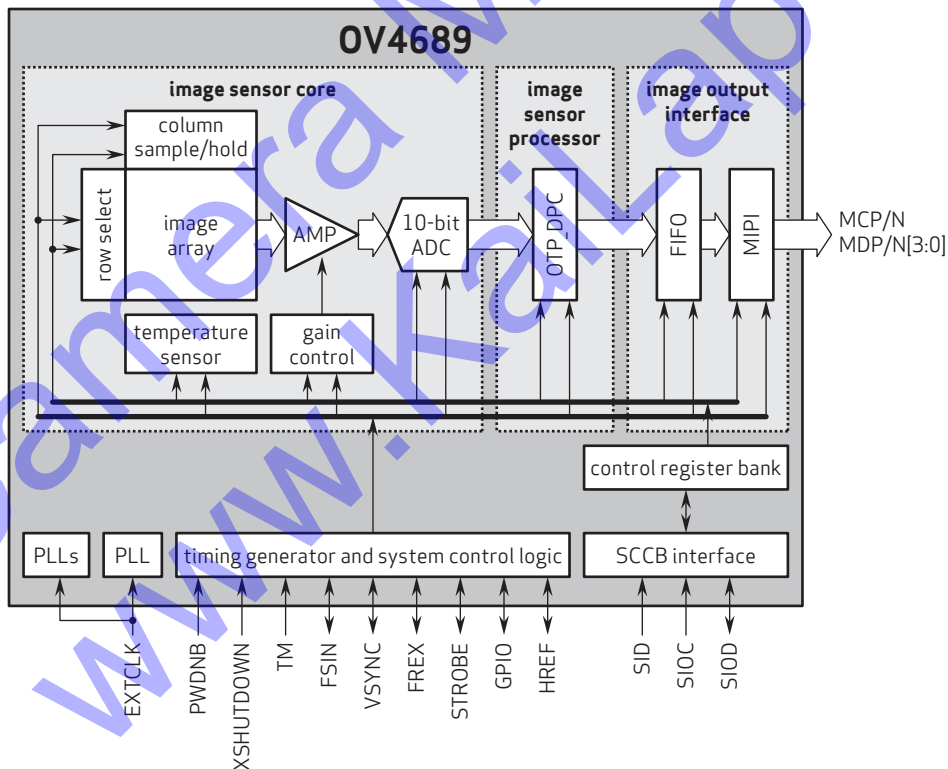 OV4689
image sensor core
image
sensor
processor
image output
interface
column
sample/hold
row select
image
array
AMP
10-bit
ADC
OTP_DPC
FIFO
MIPI
MCP/N
MDP/N[3:0]
temperature
sensor
gain
control
control register bank
PLLs
PLL
timing generator and system control logic
SCCB interface
EXTCLK
PWDNB
XSHUTDOWN
TM
FSIN
VSYNC
FREX
STROBE
GPIO
HREF
SID
SIOC
SIOD
www.KaiLap